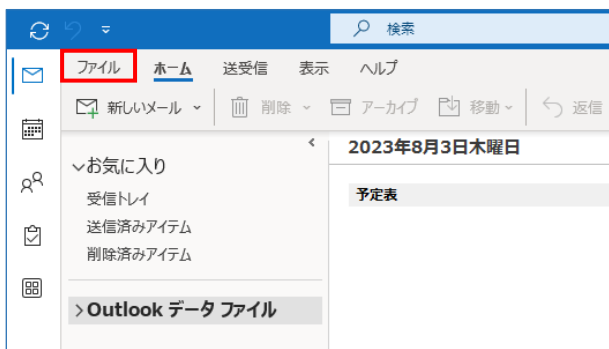 検索
ファイル ホーム 送受信 表示 ヘルプ
新しいメール 削除 アーカイブ 移動 返信
お気に入り
受信トレイ
送信済みアイテム
削除済みアイテム
Outlook データ ファイル
2023年8月3日木曜日
予定表